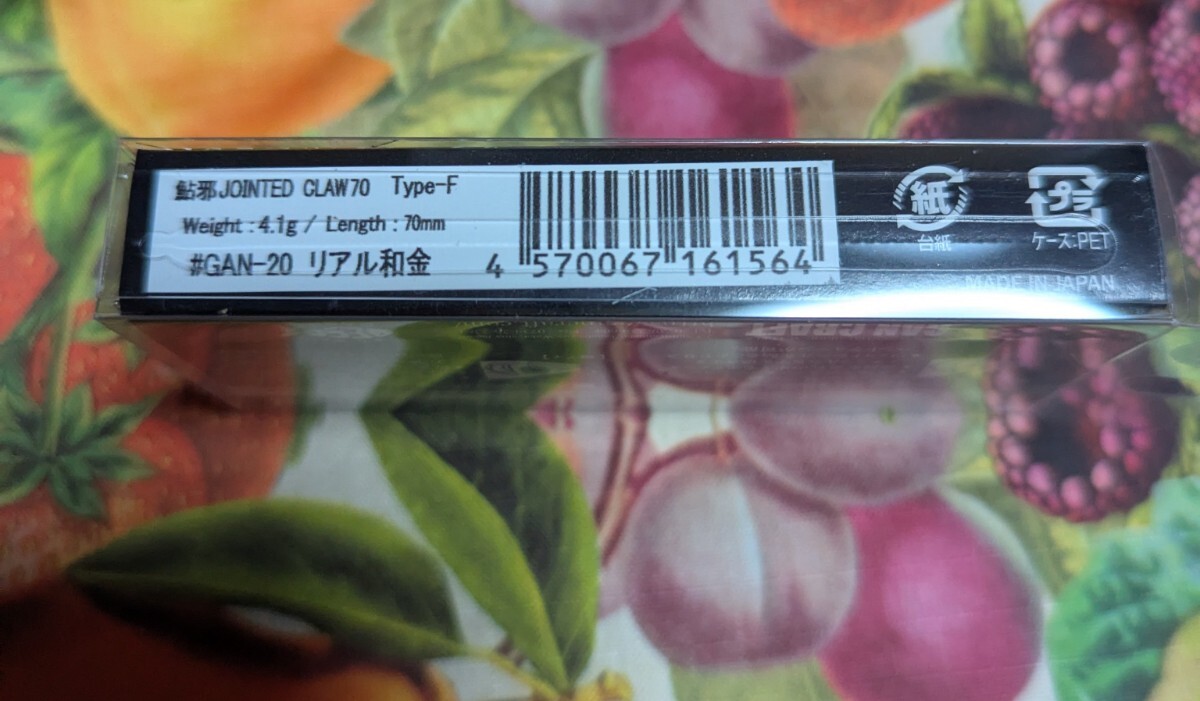 鮎邪JOINTED CLAW70 Type-F
Weight : 4.1g / Length : 70mm
#GAN-20 リアル和金
4 570067 161564
紙
台紙
プラ
ケース:PET
MADE IN JAPAN
GAN CRAFT